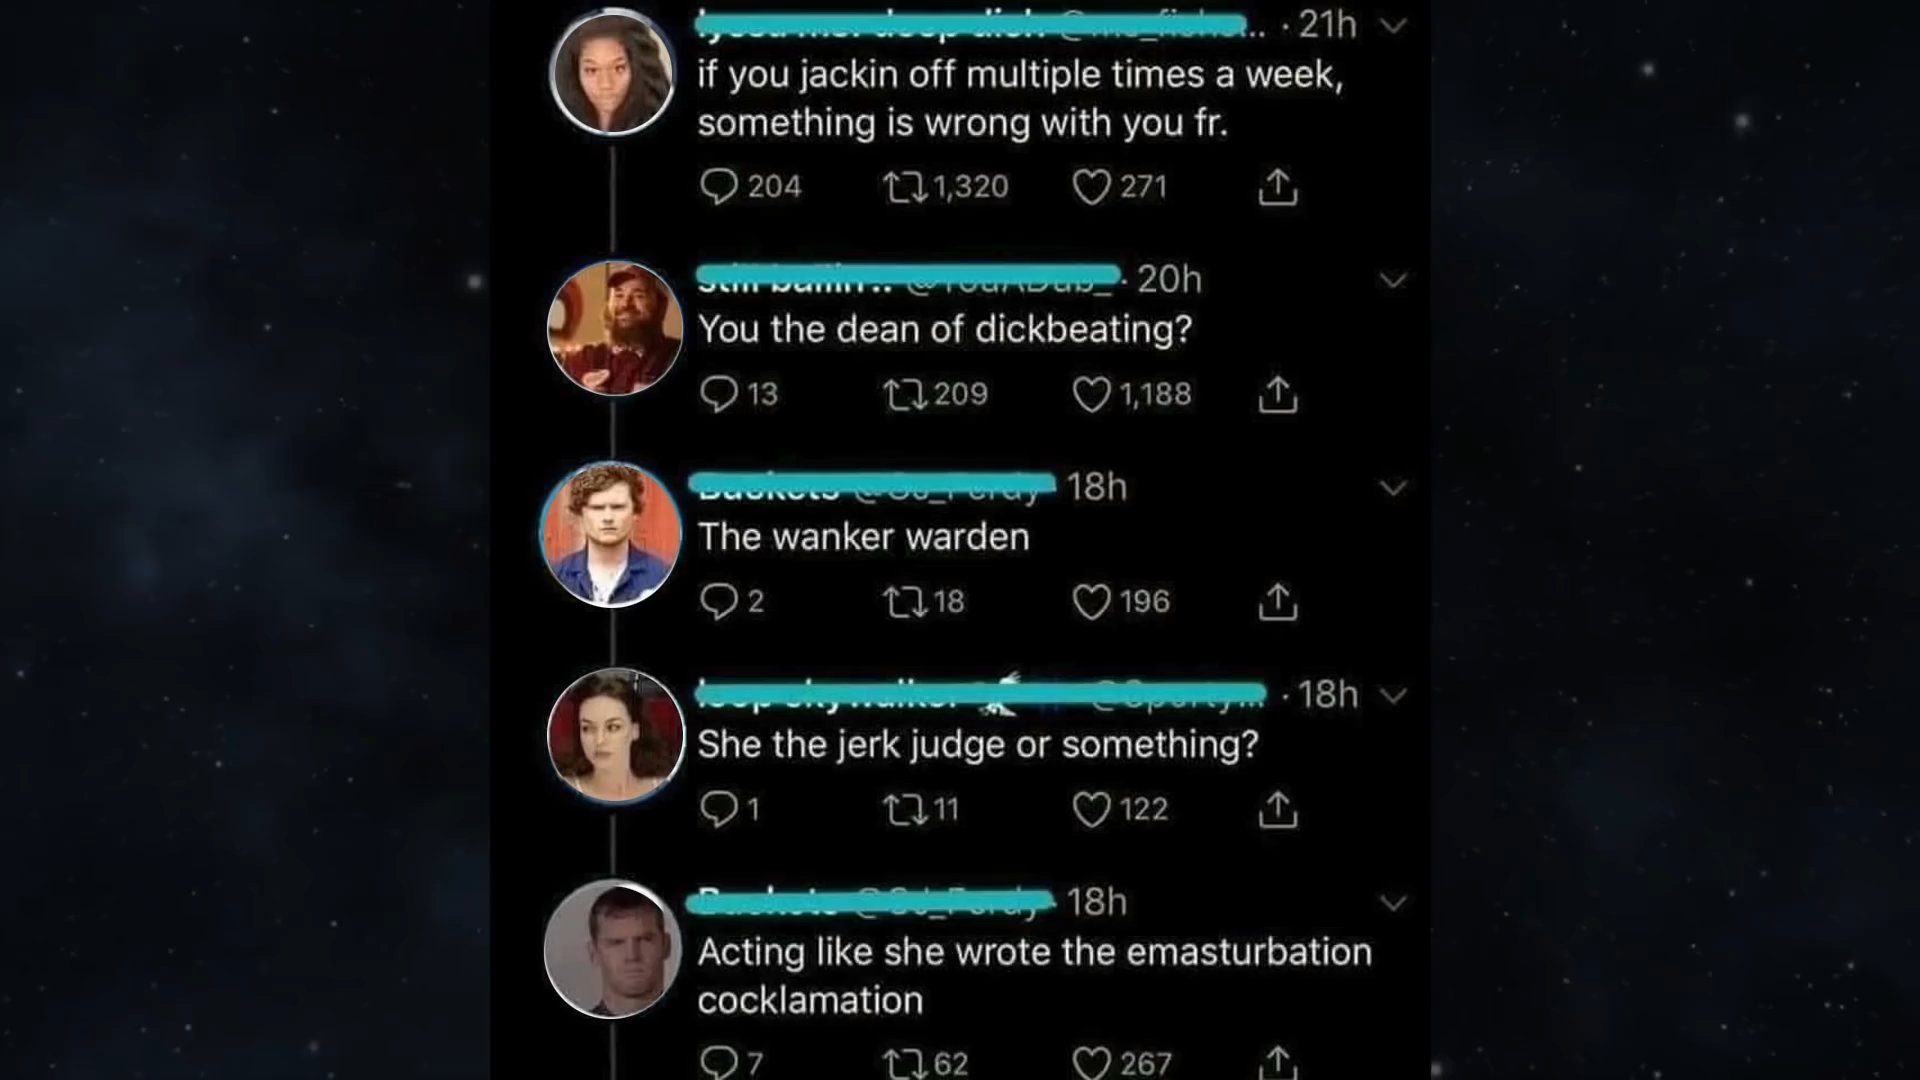 · 21h
if you jackin off multiple times a week,
something is wrong with you fr.
204 1,320 271
· 20h
You the dean of dickbeating?
13 209 1,188
18h
The wanker warden
2 18 196
· 18h
She the jerk judge or something?
1 11 122
18h
Acting like she wrote the emasturbation
cocklamation
7 62 267